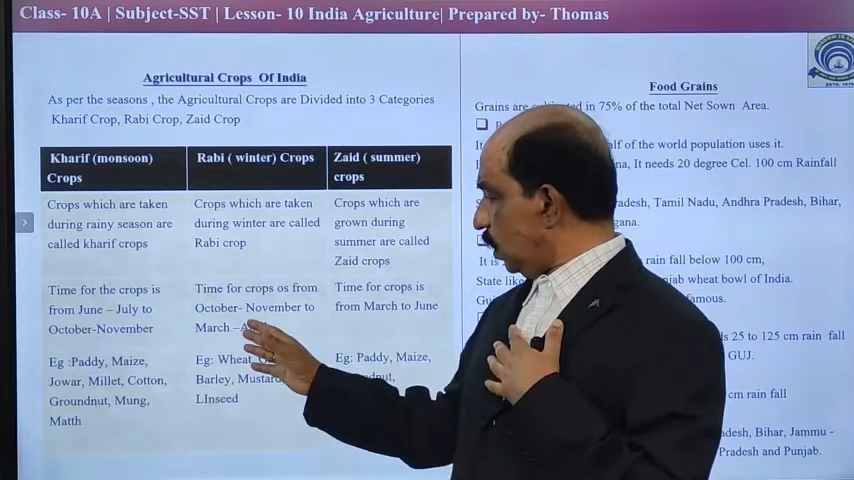 Class- 10A | Subject-SST | Lesson- 10 India Agriculture| Prepared by- Thomas
Agricultural Crops Of India
As per the seasons , the Agricultural Crops are Divided into 3 Categories
Kharif Crop, Rabi Crop, Zaid Crop
Kharif (monsoon)
Crops
Crops which are taken
during rainy season are
called kharif crops
Time for the crops is
from June – July to
October-November
Eg :Paddy, Maize,
Jowar, Millet, Cotton,
Groundnut, Mung,
Matth
Rabi ( winter) Crops
Crops which are taken
during winter are called
Rabi crop
Time for crops os from
October- November to
March –
Eg: Wheat,
Barley, Mustard,
LInseed
Zaid ( summer)
crops
Crops which are
grown during
summer are called
Zaid crops
Time for crops is
from March to June
Eg: Paddy, Maize,
Food Grains
Grains are cultivated in 75% of the total Net Sown Area.
of the world population uses it.
It needs 20 degree Cel. 100 cm Rainfall
Tamil Nadu, Andhra Pradesh, Bihar,
It is
rain fall below 100 cm,
State like
wheat bowl of India.
25 to 125 cm rain fall
GUJ.
cm rain fall
Bihar, Jammu -
Pradesh and Punjab.